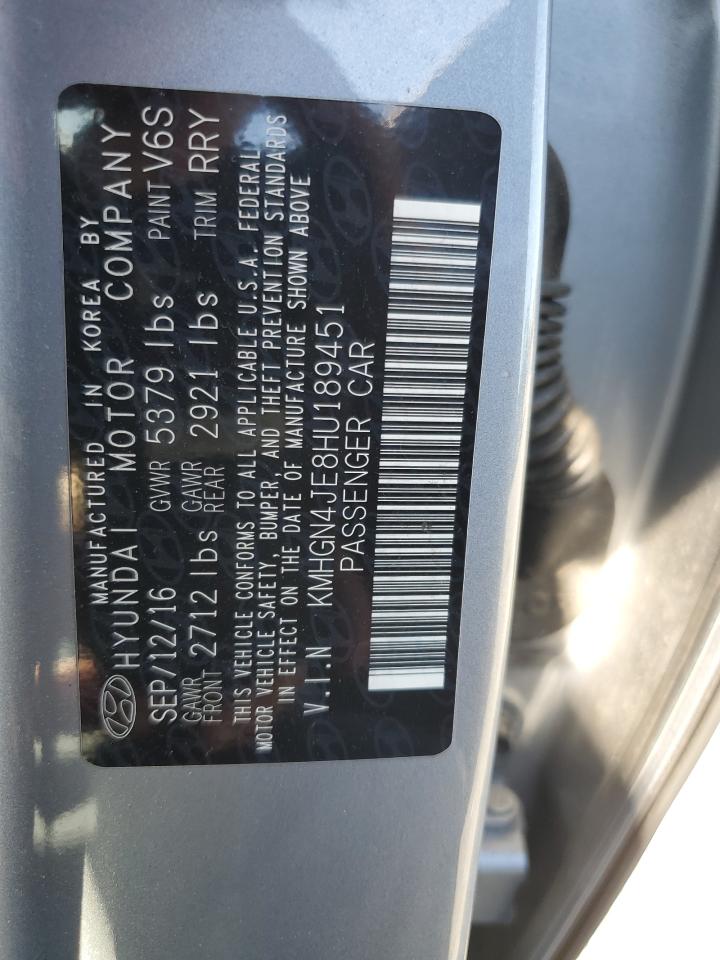 MANUFACTURED IN KOREA BY
HYUNDAI MOTOR COMPANY
SEP/12/16 GVWR 5379 lbs PAINT V6S
GAWR FRONT 2712 lbs GAWR REAR 2921 lbs TRIM RRY
THIS VEHICLE CONFORMS TO ALL APPLICABLE U.S.A. FEDERAL
MOTOR VEHICLE SAFETY, BUMPER AND THEFT PREVENTION STANDARDS
IN EFFECT ON THE DATE OF MANUFACTURE SHOWN ABOVE
V.I.N KMHGN4JE8HU189451
PASSENGER CAR